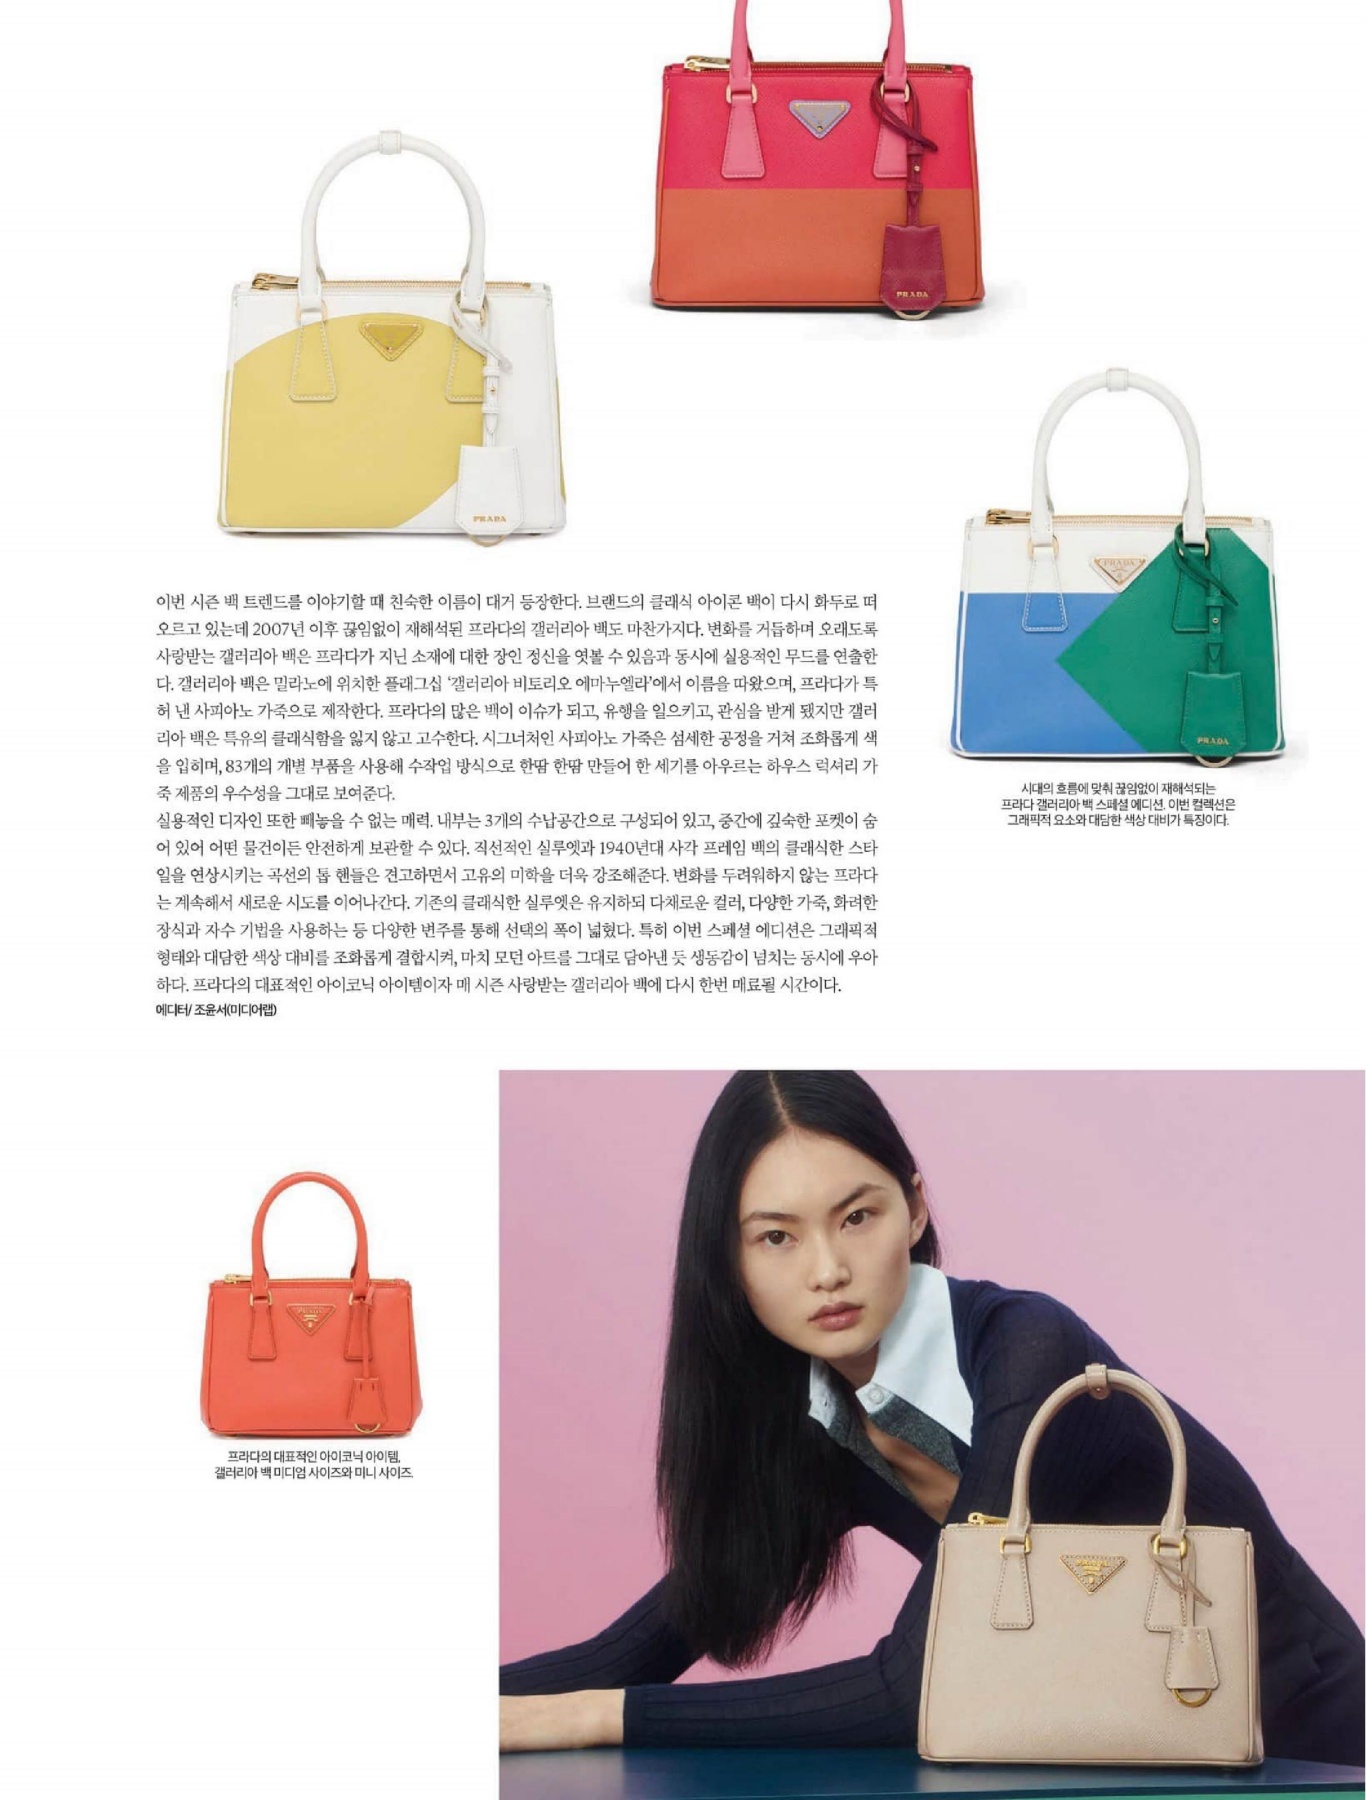 PRADA
PRADA
이번 시즌 백 트렌드를 이야기할 때 친숙한 이름이 대거 등장한다. 브랜드의 클래식 아이콘 백이 다시 화두로 떠
오르고 있는데 2007년 이후 끊임없이 재해석된 프라다의 갤러리아 백도 마찬가지다. 변화를 거듭하며 오래도록
사랑받는 갤러리아 백은 프라다가 지닌 소재에 대한 장인 정신을 엿볼 수 있음과 동시에 실용적인 무드를 연출한
다. 갤러리아 백은 밀라노에 위치한 플래그십 ‘갤러리아 비토리오 에마누엘라’에서 이름을 따왔으며, 프라다가 특
허 낸 사피아노 가죽으로 제작한다. 프라다의 많은 백이 이슈가 되고, 유행을 일으키고, 관심을 받게 됐지만 갤러
리아 백은 특유의 클래식함을 잃지 않고 고수한다. 시그너처인 사피아노 가죽은 섬세한 공정을 거쳐 조화롭게 색
을 입히며, 83개의 개별 부품을 사용해 수작업 방식으로 한땀 한땀 만들어 한 세기를 아우르는 하우스 럭셔리 가
죽 제품의 우수성을 그대로 보여준다.
실용적인 디자인 또한 빼놓을 수 없는 매력. 내부는 3개의 수납공간으로 구성되어 있고, 중간에 깊숙한 포켓이 숨
어 있어 어떤 물건이든 안전하게 보관할 수 있다. 직선적인 실루엣과 1940년대 사각 프레임 백의 클래식한 스타
일을 연상시키는 곡선의 톱 핸들은 견고하면서 고유의 미학을 더욱 강조해준다. 변화를 두려워하지 않는 프라다
는 계속해서 새로운 시도를 이어나간다. 기존의 클래식한 실루엣은 유지하되 다채로운 컬러, 다양한 가죽, 화려한
장식과 자수 기법을 사용하는 등 다양한 변주를 통해 선택의 폭이 넓혔다. 특히 이번 스페셜 에디션은 그래픽적
형태와 대담한 색상 대비를 조화롭게 결합시켜, 마치 모던 아트를 그대로 담아낸 듯 생동감이 넘치는 동시에 우아
하다. 프라다의 대표적인 아이코닉 아이템이자 매 시즌 사랑받는 갤러리아 백에 다시 한번 매료될 시간이다.
에디터/ 조윤서(미디어랩)
PRADA
PRADA
시대의 흐름에 맞춰 끊임없이 재해석되는
프라다 갤러리아 백 스페셜 에디션. 이번 컬렉션은
그래픽적 요소와 대담한 색상 대비가 특징이다.
PRADA
프라다의 대표적인 아이코닉 아이템,
갤러리아 백 미디엄 사이즈와 미니 사이즈.
PRADA